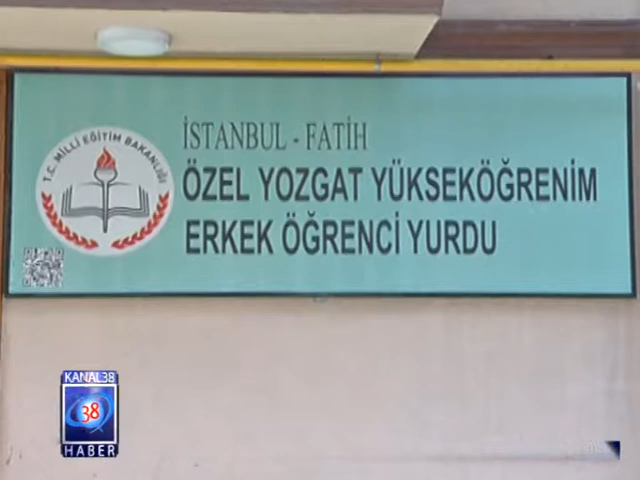 İSTANBUL - FATİH
ÖZEL YOZGAT YÜKSEKÖĞRENİM
ERKEK ÖĞRENCİ YURDU
T.C. MİLLİ EĞİTİM BAKANLIĞI
KANAL38
38
HABER